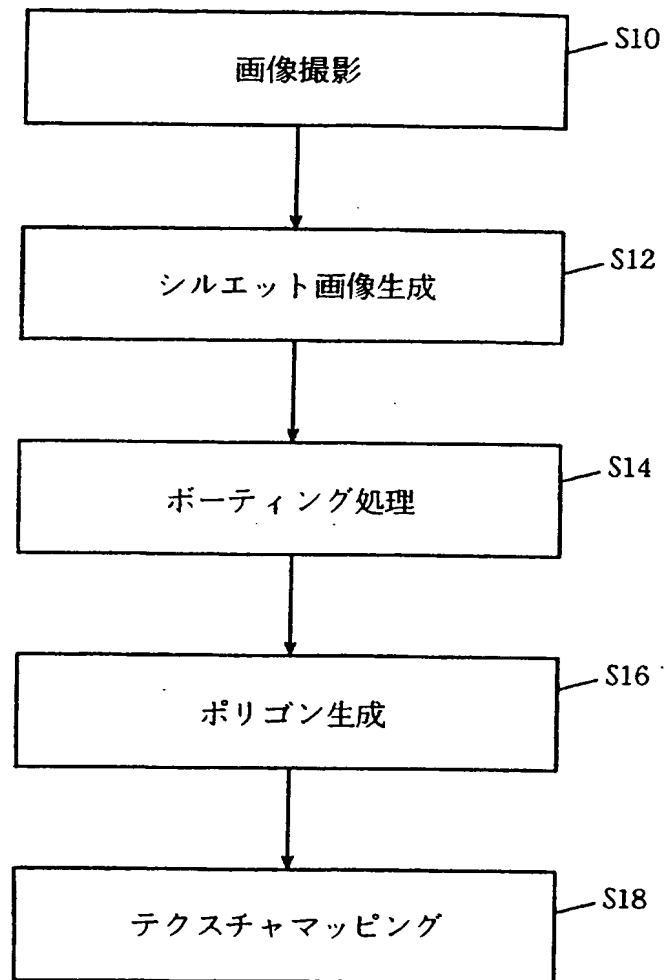 画像撮影
S10
シルエット画像生成
S12
ボーティング処理
S14
ポリゴン生成
S16
テクスチャマッピング
S18